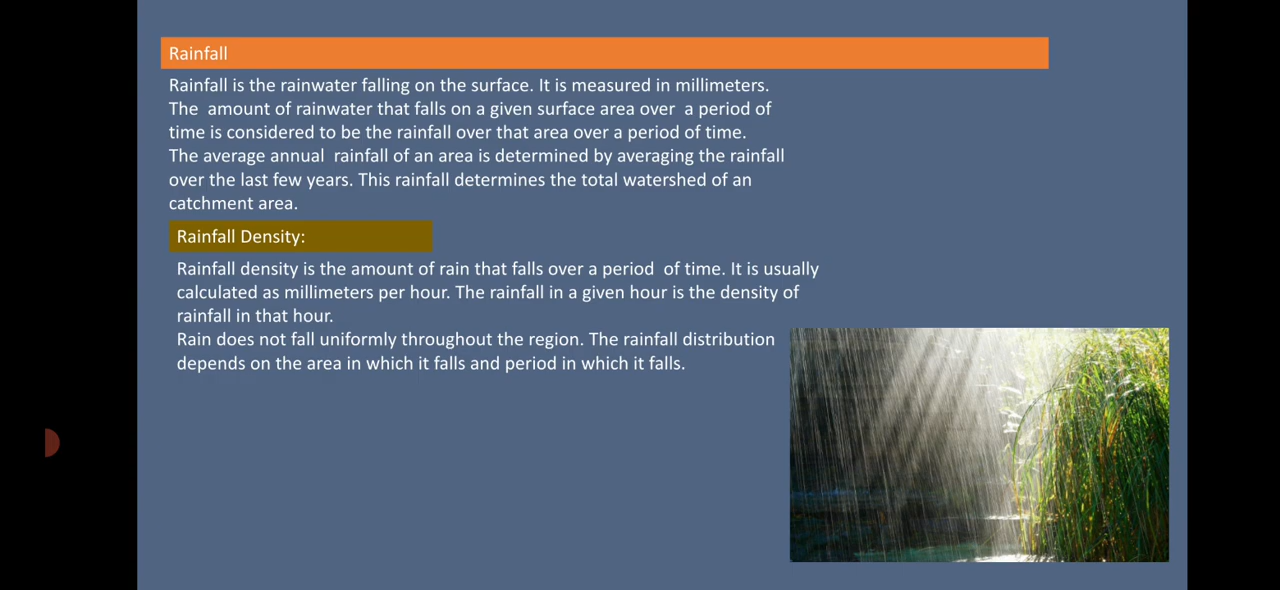 Rainfall
Rainfall is the rainwater falling on the surface. It is measured in millimeters.
The  amount of rainwater that falls on a given surface area over  a period of
time is considered to be the rainfall over that area over a period of time.
The average annual  rainfall of an area is determined by averaging the rainfall
over the last few years. This rainfall determines the total watershed of an
catchment area.
Rainfall Density:
Rainfall density is the amount of rain that falls over a period  of time. It is usually
calculated as millimeters per hour. The rainfall in a given hour is the density of
rainfall in that hour.
Rain does not fall uniformly throughout the region. The rainfall distribution
depends on the area in which it falls and period in which it falls.